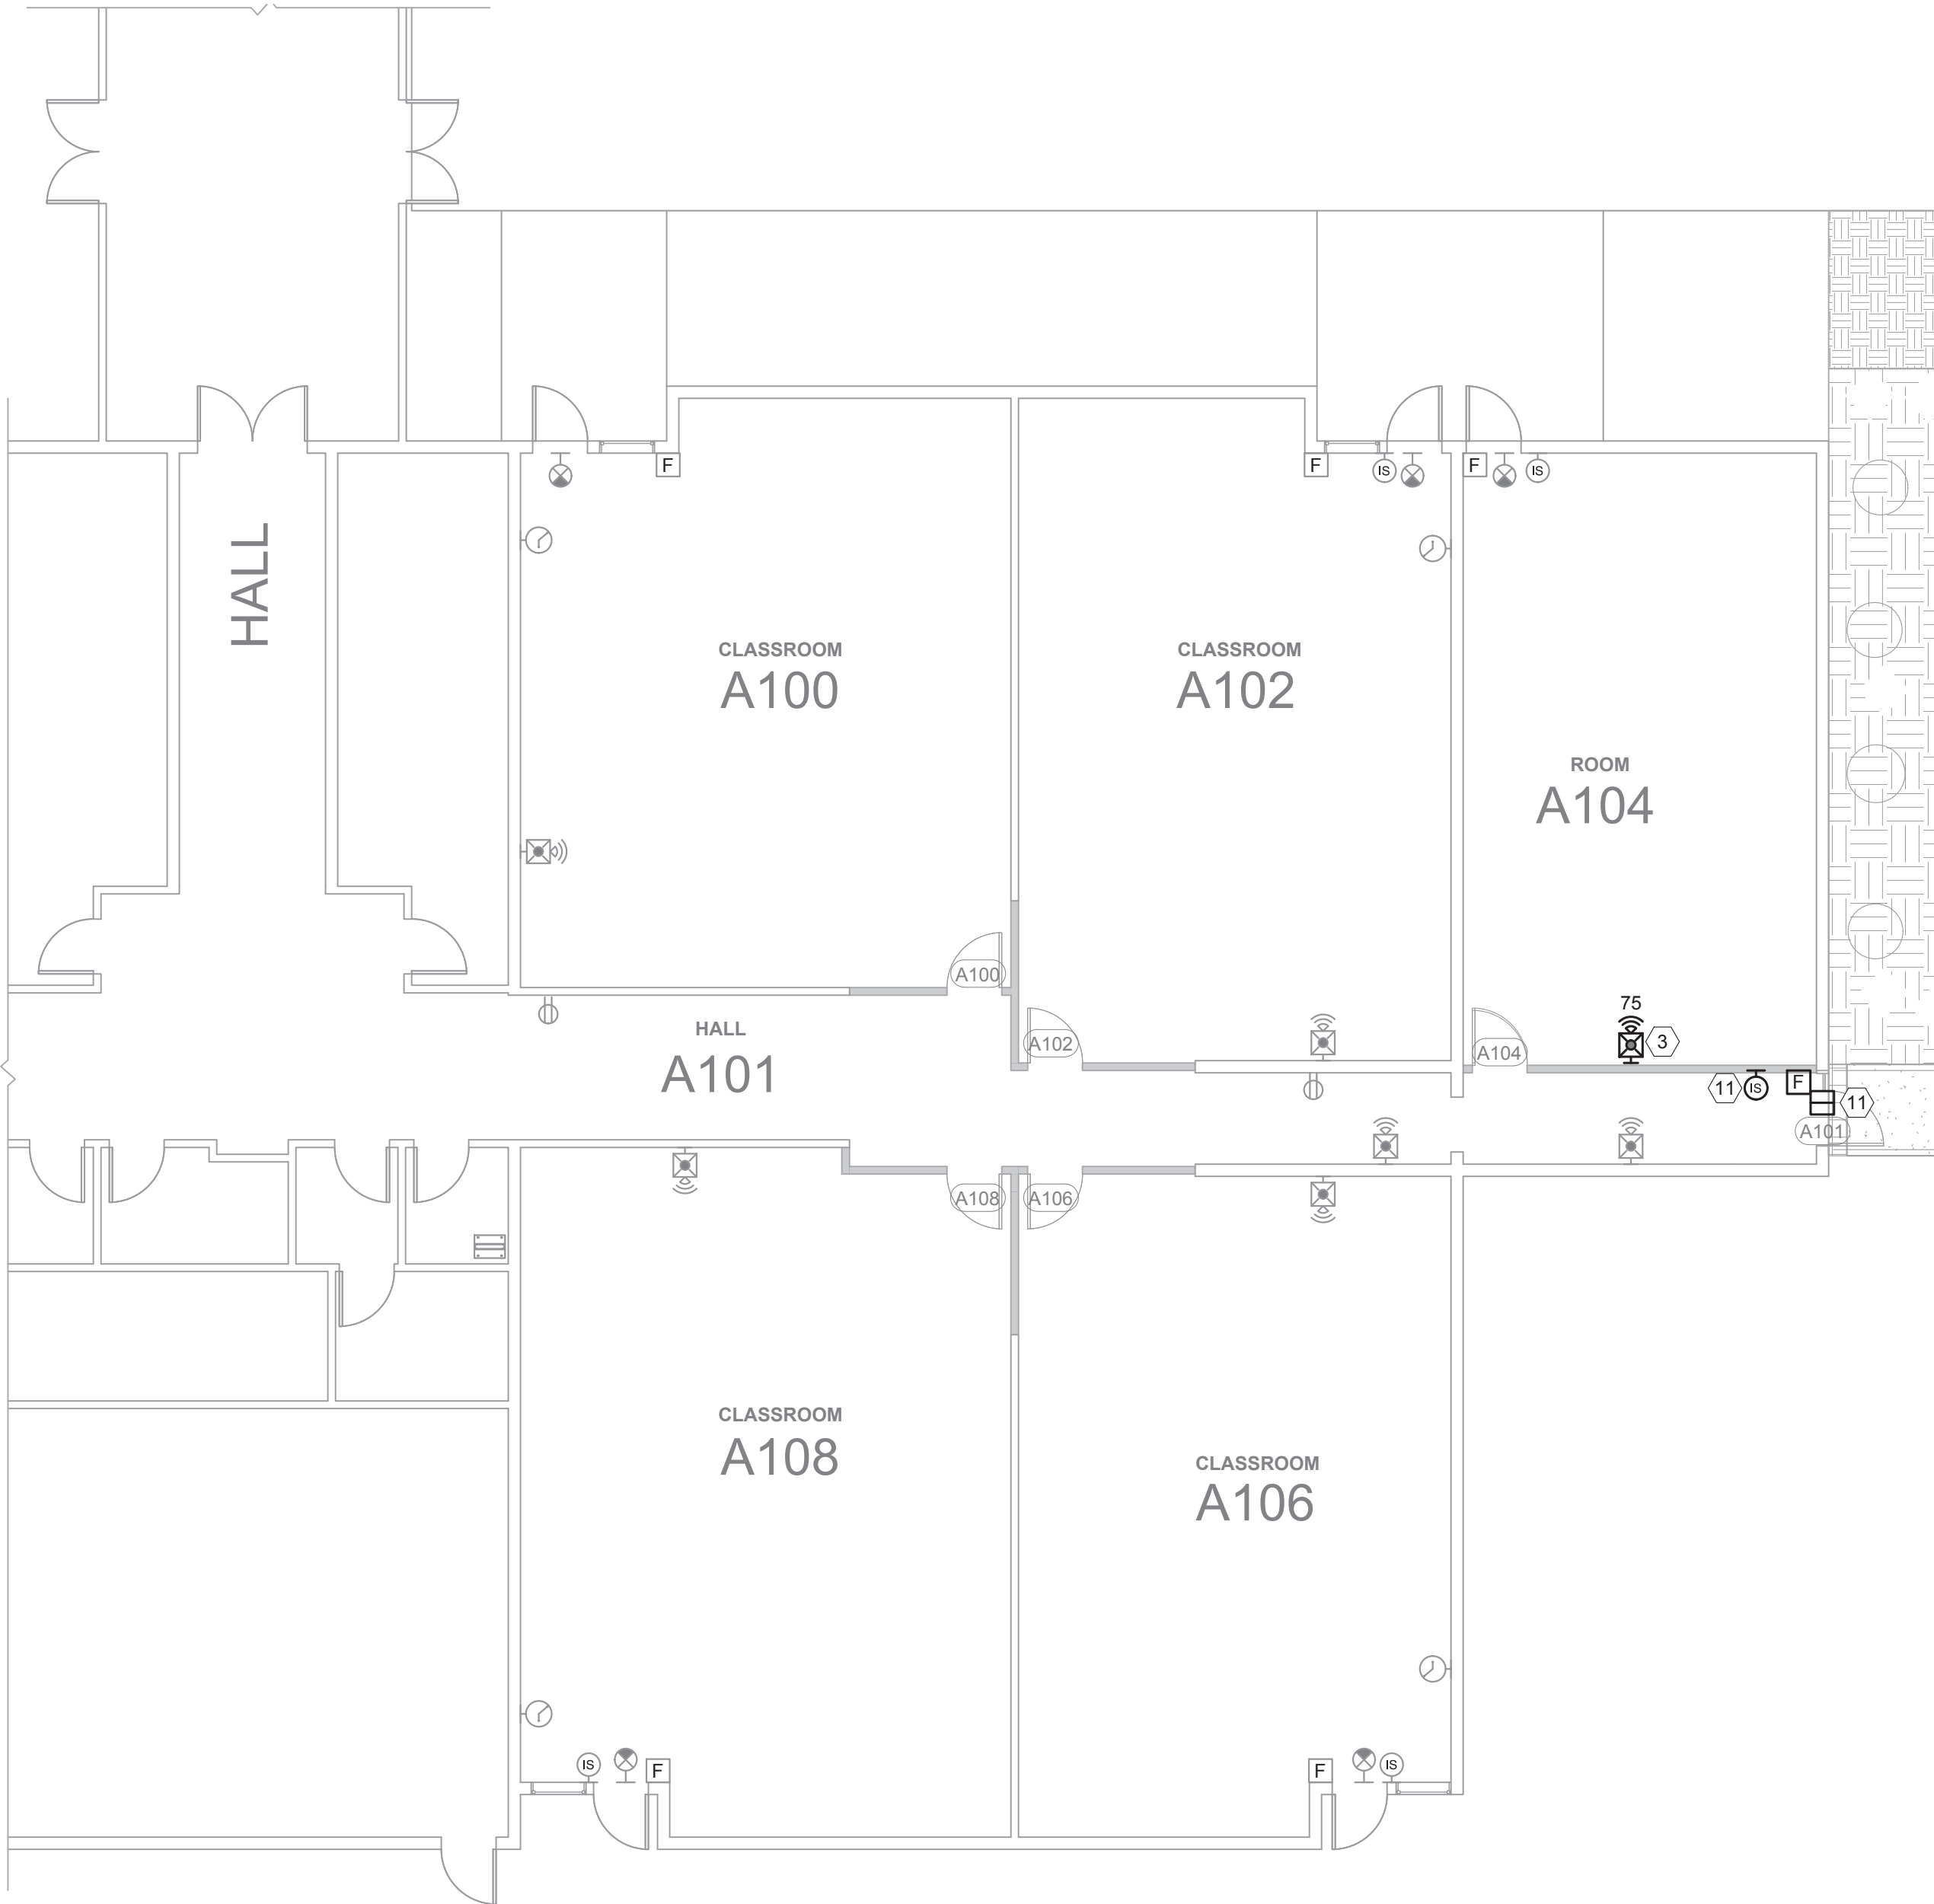 F
F
IS
F
IS
HALL
CLASSROOM
A100
CLASSROOM
A102
ROOM
A104
A100
HALL
A101
A102
A104
75
3
11
IS
F
11
A101
A108
A106
CLASSROOM
A108
CLASSROOM
A106
IS
F
F
IS